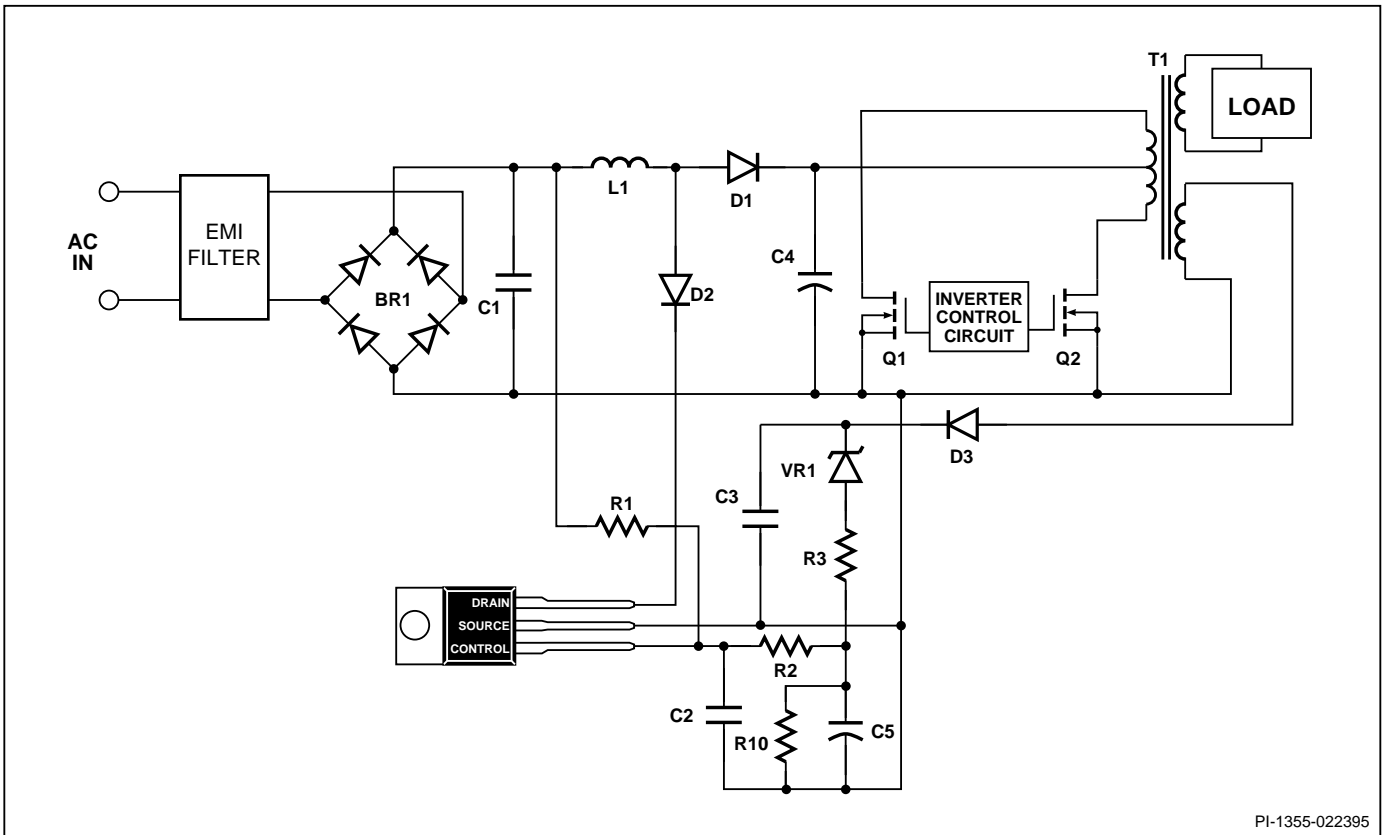 T1
LOAD
AC
IN
EMI
FILTER
BR1
C1
L1
D1
D2
C4
INVERTER
CONTROL
CIRCUIT
Q1
Q2
D3
VR1
C3
R1
R3
DRAIN
SOURCE
CONTROL
R2
C2
R10
C5
PI-1355-022395